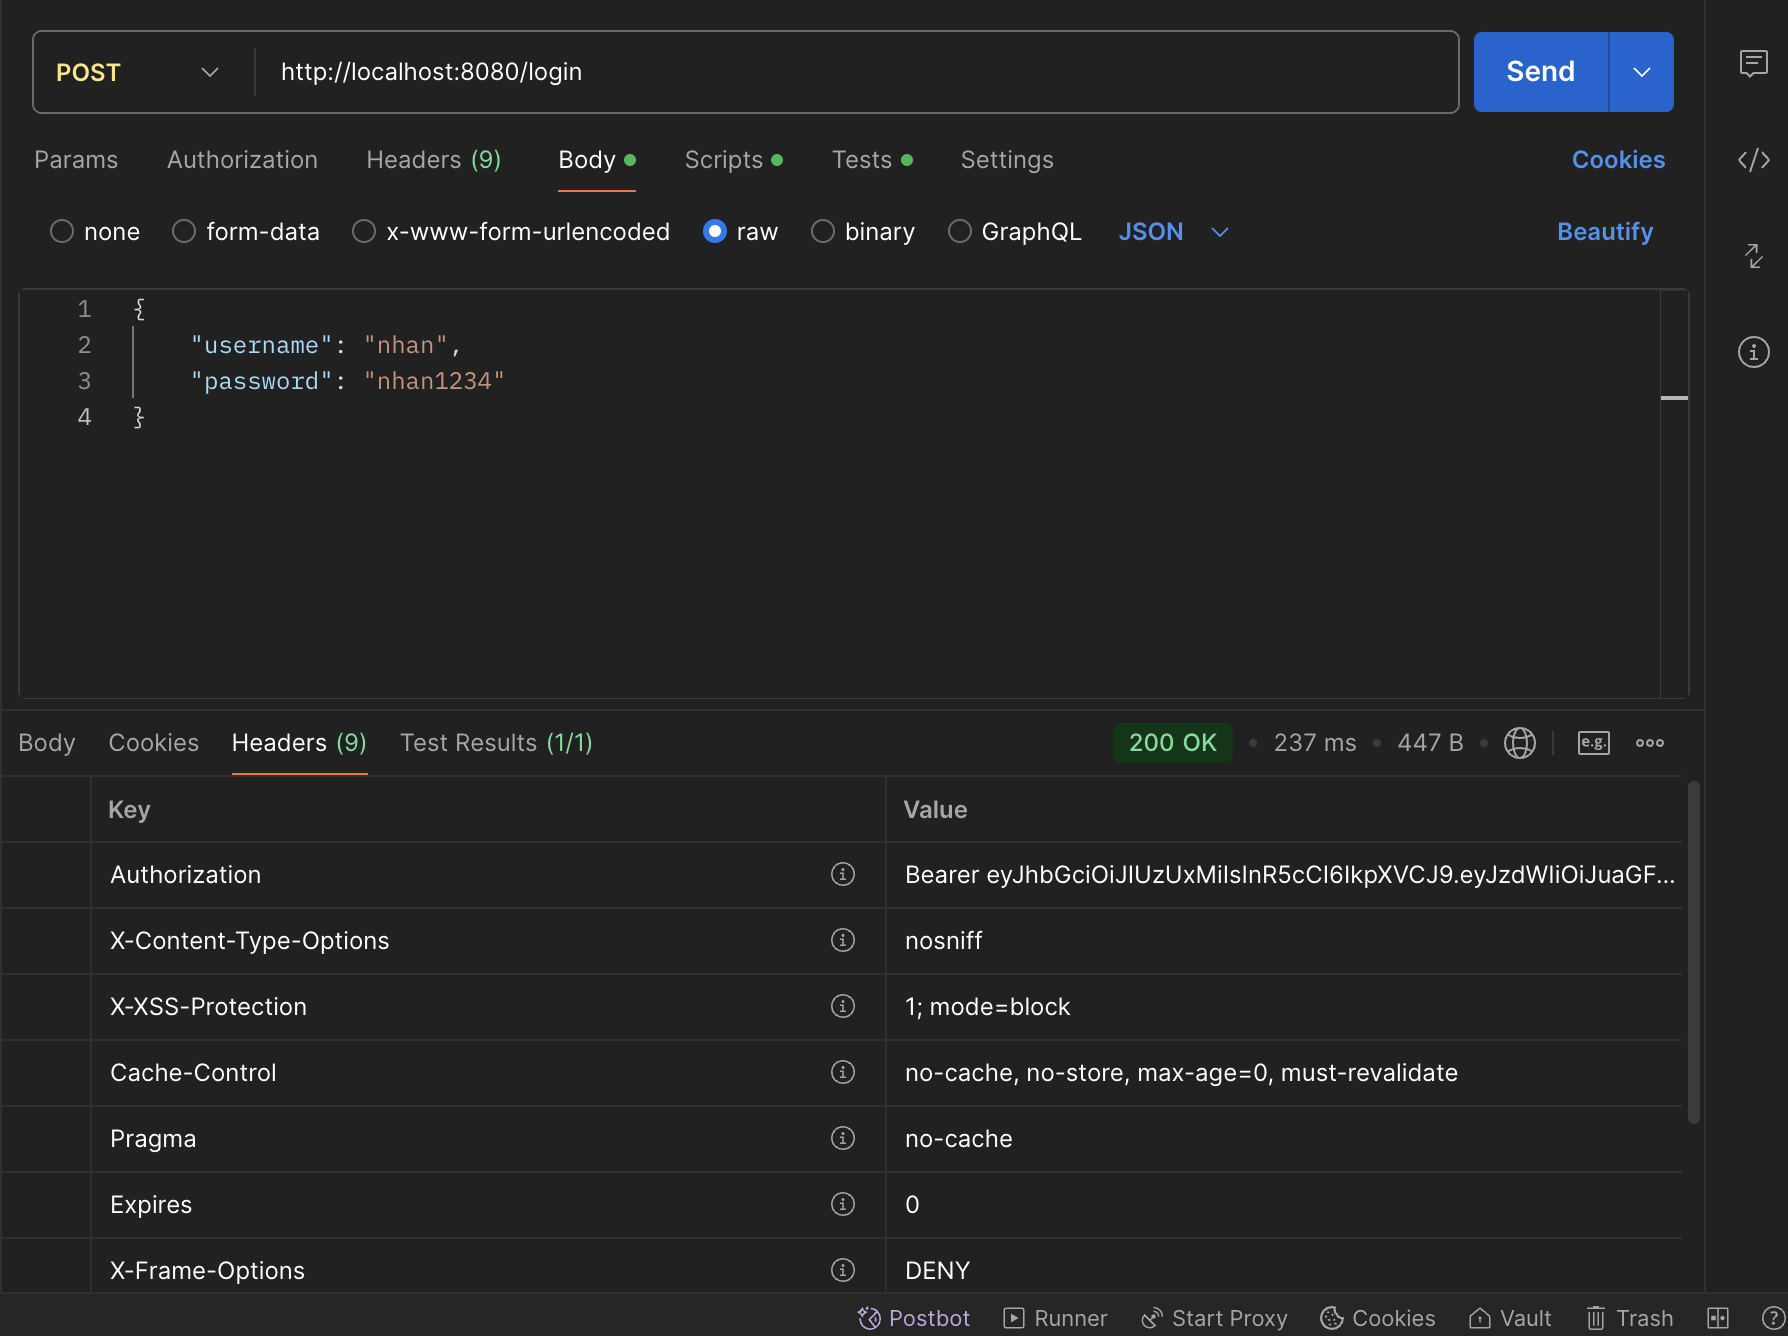 POST
http://localhost:8080/login
Send
Params Authorization Headers (9) Body Scripts Tests Settings Cookies
none form-data x-www-form-urlencoded raw binary GraphQL JSON Beautify
1 {
2 "username": "nhan",
3 "password": "nhan1234"
4 }
Body Cookies Headers (9) Test Results (1/1) 200 OK • 237 ms • 447 B • e.g.
Key Value
Authorization Bearer eyJhbGciOiJIUzUxMiIsInR5cCI6IkpXVCJ9.eyJzdWIiOiJuaGF...
X-Content-Type-Options nosniff
X-XSS-Protection 1; mode=block
Cache-Control no-cache, no-store, max-age=0, must-revalidate
Pragma no-cache
Expires 0
X-Frame-Options DENY
Postbot Runner Start Proxy Cookies Vault Trash